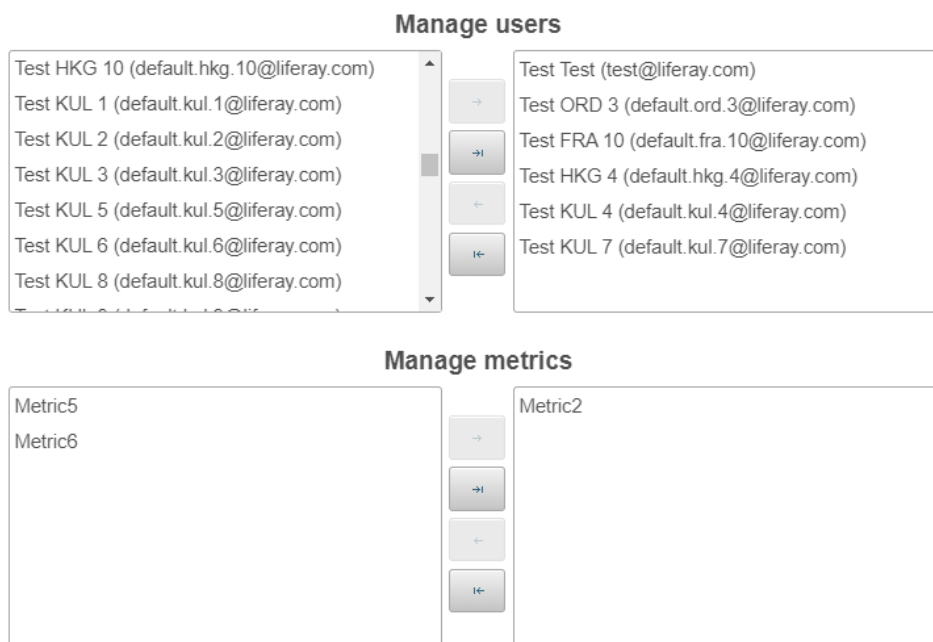 Manage users
Test HKG 10 (default.hkg.10@liferay.com)
Test KUL 1 (default.kul.1@liferay.com)
Test KUL 2 (default.kul.2@liferay.com)
Test KUL 3 (default.kul.3@liferay.com)
Test KUL 5 (default.kul.5@liferay.com)
Test KUL 6 (default.kul.6@liferay.com)
Test KUL 8 (default.kul.8@liferay.com)
Test Test (test@liferay.com)
Test ORD 3 (default.ord.3@liferay.com)
Test FRA 10 (default.fra.10@liferay.com)
Test HKG 4 (default.hkg.4@liferay.com)
Test KUL 4 (default.kul.4@liferay.com)
Test KUL 7 (default.kul.7@liferay.com)
Manage metrics
Metric5
Metric6
Metric2